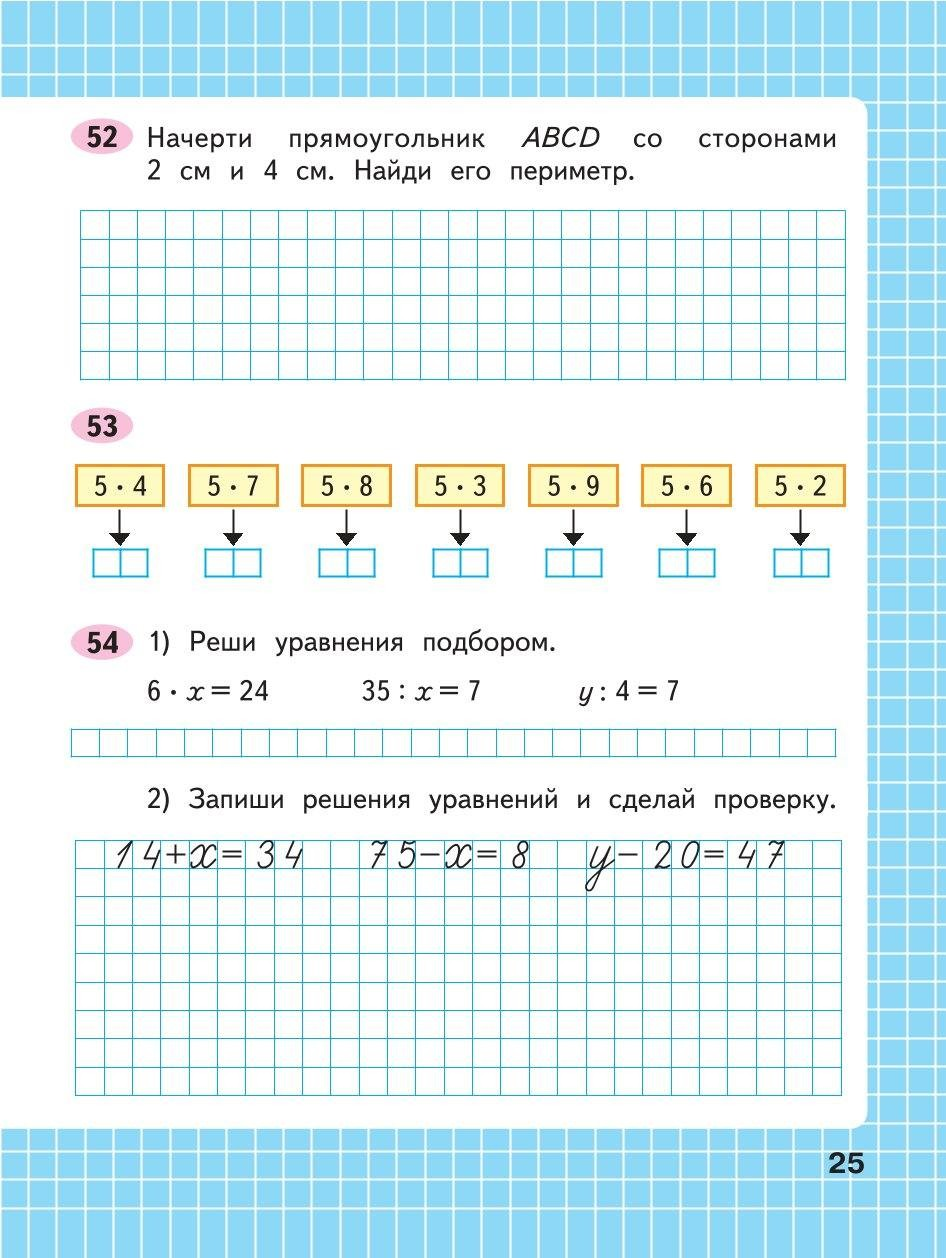 52 Начерти прямоугольник ABCD со сторонами
2 см и 4 см. Найди его периметр.
53
5 · 4 5 · 7 5 · 8 5 · 3 5 · 9 5 · 6 5 · 2
54 1) Реши уравнения подбором.
6 · x = 24 35 : x = 7 y : 4 = 7
2) Запиши решения уравнений и сделай проверку.
14+x=34 75-x=8 y-20=47
25